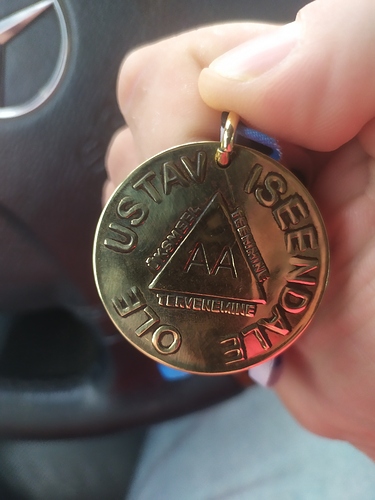 OLE USTAV ISEENDALE
ÜKSMEEL
TEENIMINE
AA
TERVENEMINE